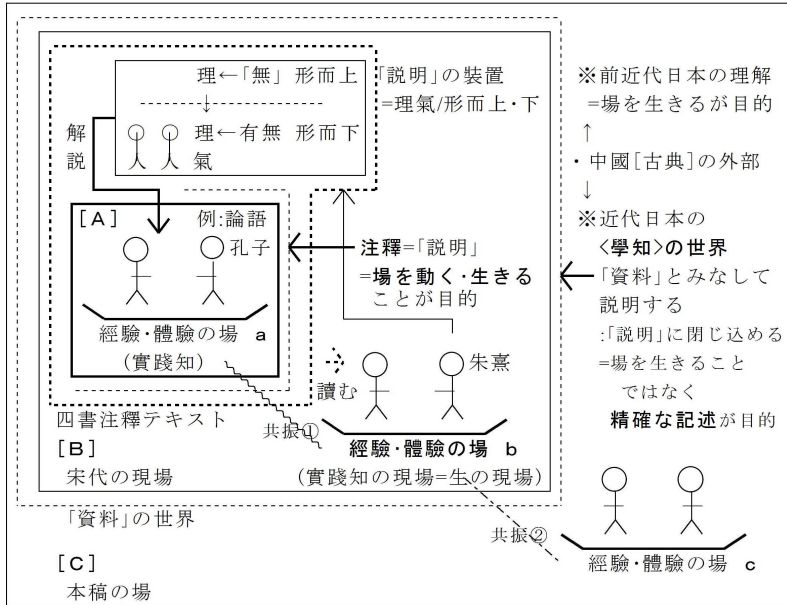 理←「無」 形而上
↓
理←有無 形而下
氣
「説明」の装置
=理氣/形而上・下
解説
[A]
例:論語
孔子
經驗・體驗の場 a
(實踐知)
注釋=「説明」
=場を動く・生きる
ことが目的
讀む
朱熹
四書注釋テキスト
共振①
經驗・體驗の場 b
(實踐知の現場=生の現場)
[B]
宋代の現場
「資料」の世界
[C]
本稿の場
※前近代日本の理解
=場を生きるが目的
↑
・中國[古典]の外部
↓
※近代日本の
<學知>の世界
「資料」とみなして
説明する
:「説明」に閉じ込める
=場を生きること
ではなく
精確な記述が目的
共振②
經驗・體驗の場 c